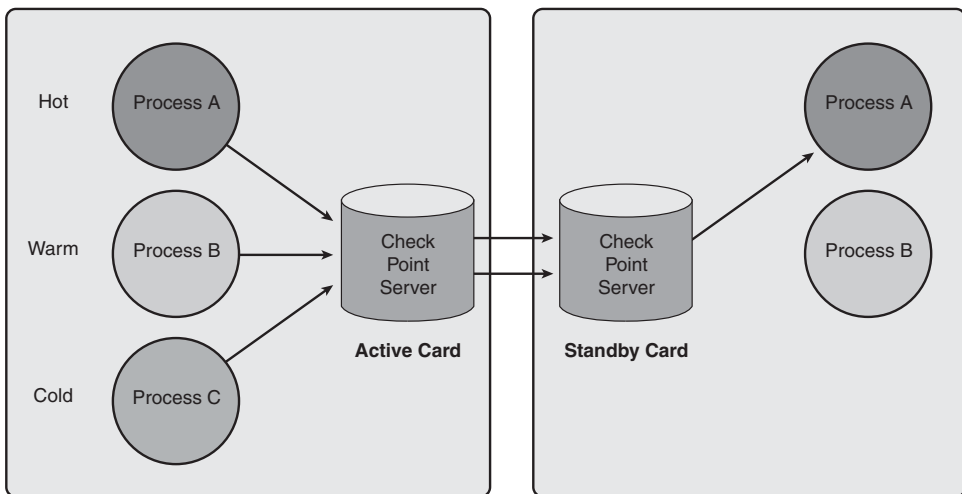 Hot
Process A
Process A
Warm
Process B
Check
Point
Server
Check
Point
Server
Process B
Active Card
Standby Card
Cold
Process C